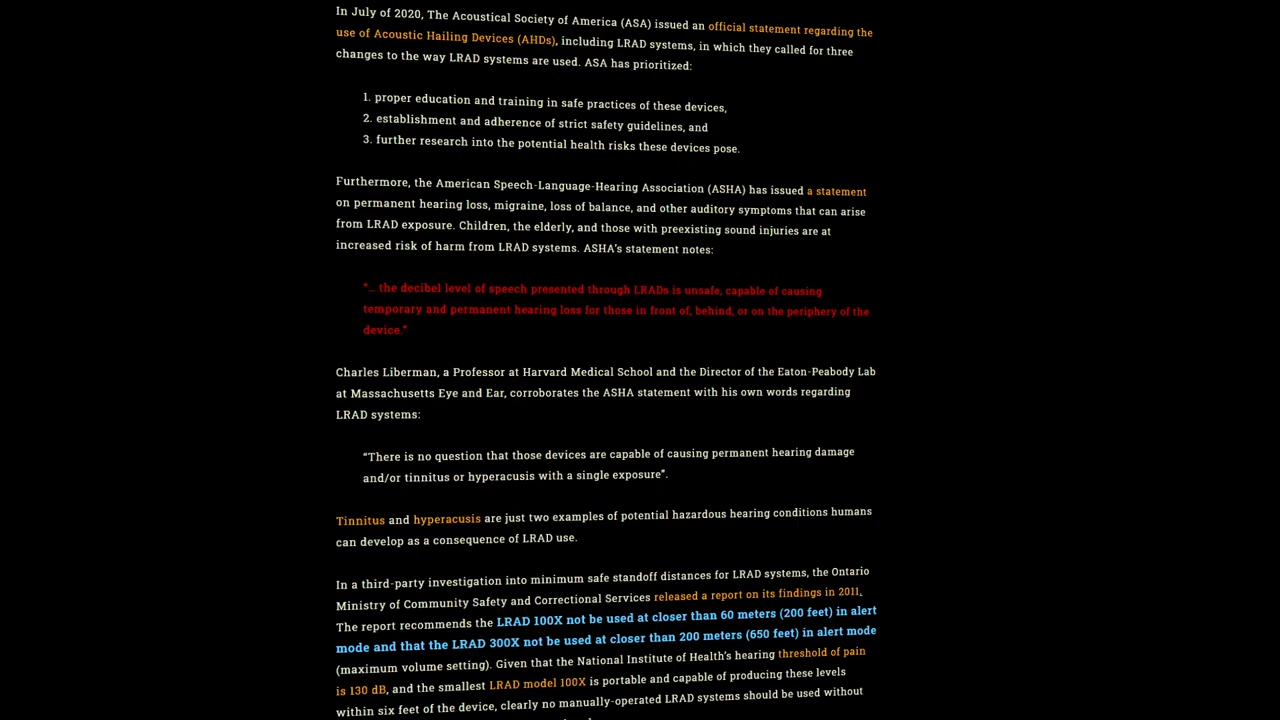 In July of 2020, The Acoustical Society of America (ASA) issued an official statement regarding the
use of Acoustic Hailing Devices (AHDs), including LRAD systems, in which they called for three
changes to the way LRAD systems are used. ASA has prioritized:
1. proper education and training in safe practices of these devices,
2. establishment and adherence of strict safety guidelines, and
3. further research into the potential health risks these devices pose.
Furthermore, the American Speech-Language-Hearing Association (ASHA) has issued a statement
on permanent hearing loss, migraine, loss of balance, and other auditory symptoms that can arise
from LRAD exposure. Children, the elderly, and those with preexisting sound injuries are at
increased risk of harm from LRAD systems. ASHA's statement notes:
"... the decibel level of speech presented through LRADs is unsafe, capable of causing
temporary and permanent hearing loss for those in front of, behind, or on the periphery of the
device."
Charles Liberman, a Professor at Harvard Medical School and the Director of the Eaton-Peabody Lab
at Massachusetts Eye and Ear, corroborates the ASHA statement with his own words regarding
LRAD systems:
"There is no question that those devices are capable of causing permanent hearing damage
and/or tinnitus or hyperacusis with a single exposure".
Tinnitus and hyperacusis are just two examples of potential hazardous hearing conditions humans
can develop as a consequence of LRAD use.
In a third-party investigation into minimum safe standoff distances for LRAD systems, the Ontario
Ministry of Community Safety and Correctional Services released a report on its findings in 2011.
The report recommends the LRAD 100X not be used at closer than 60 meters (200 feet) in alert
mode and that the LRAD 300X not be used at closer than 200 meters (650 feet) in alert mode
(maximum volume setting). Given that the National Institute of Health's hearing threshold of pain
is 130 dB, and the smallest LRAD model 100X is portable and capable of producing these levels
within six feet of the device, clearly no manually-operated LRAD systems should be used without